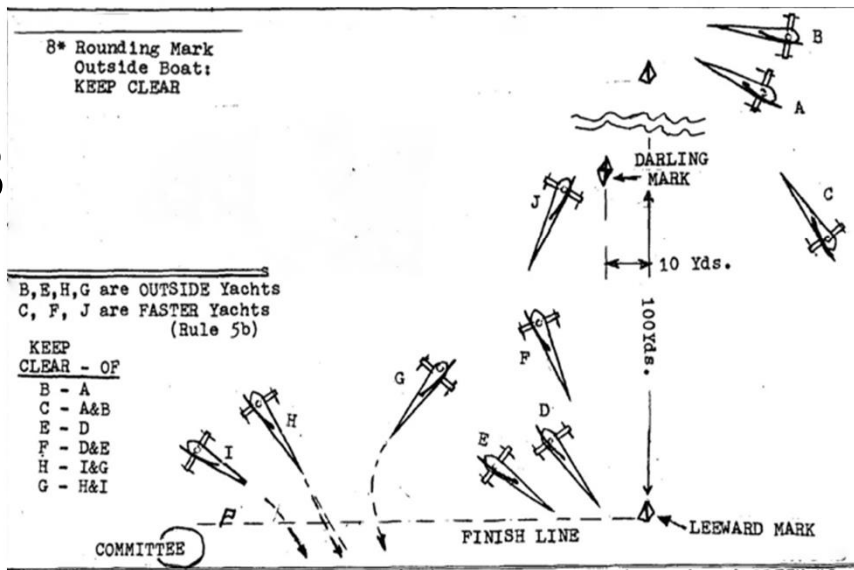 8* Rounding Mark
Outside Boat:
KEEP CLEAR
B
A
DARLING
MARK
J
C
10 Yds.
B,E,H,G are OUTSIDE Yachts
C, F, J are FASTER Yachts
(Rule 5b)
100Yds.
KEEP
CLEAR - OF
B - A
C - A&B
E - D
F - D&E
H - I&G
G - H&I
F
G
H
I
D
E
FINISH LINE
LEEWARD MARK
COMMITTEE